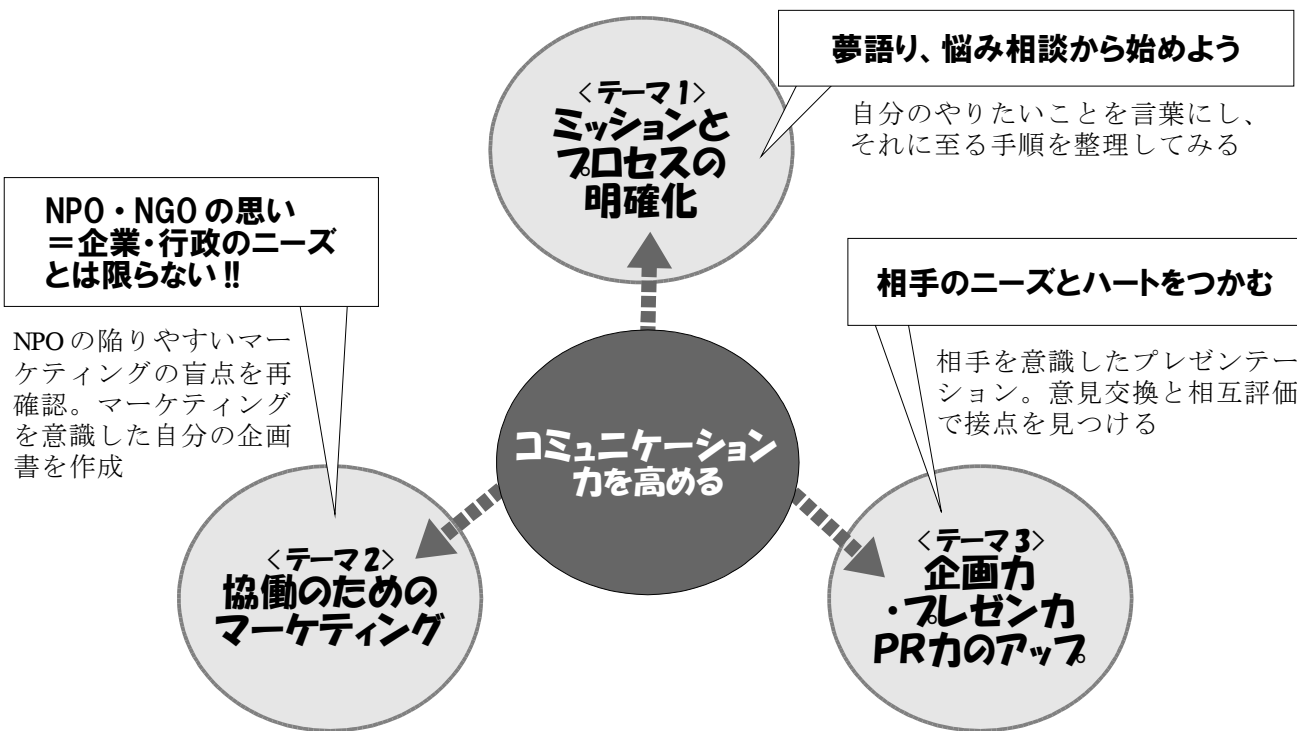 夢語り、悩み相談から始めよう
<テーマ1>
ミッションと
プロセスの
明確化
自分のやりたいことを言葉にし、
それに至る手順を整理してみる
NPO・NGOの思い
＝企業・行政のニーズ
とは限らない!!
NPOの陥りやすいマー
ケティングの盲点を再
確認。マーケティング
を意識した自分の企画
書を作成
相手のニーズとハートをつかむ
相手を意識したプレゼンテー
ション。意見交換と相互評価
で接点を見つける
コミュニケーション
力を高める
<テーマ2>
協働のための
マーケティング
<テーマ3>
企画力
・プレゼン力
PR力のアップ